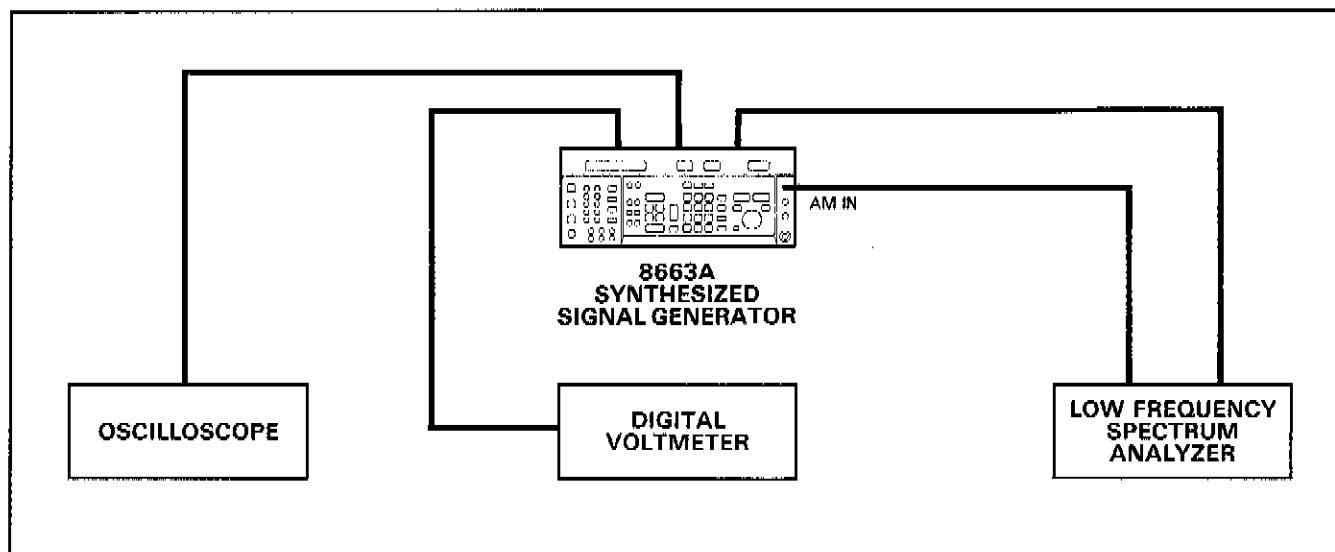 AM IN
8663A
SYNTHESIZED
SIGNAL GENERATOR
OSCILLOSCOPE
DIGITAL
VOLTMETER
LOW FREQUENCY
SPECTRUM
ANALYZER